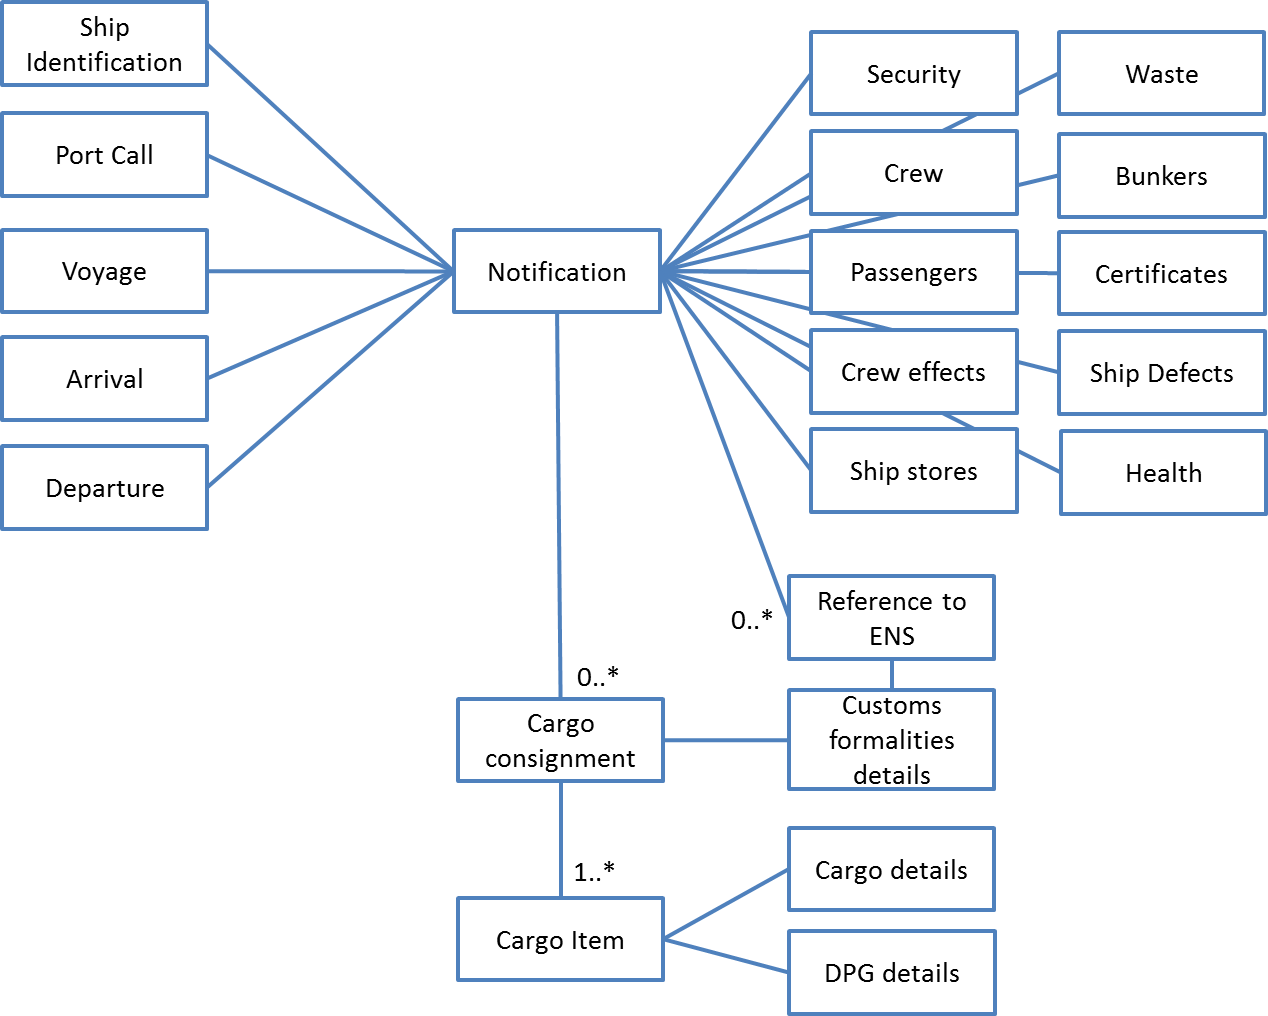 Ship
Identification
Port Call
Voyage
Arrival
Departure
Notification
Security
Waste
Crew
Bunkers
Passengers
Certificates
Crew effects
Ship Defects
Ship stores
Health
0..*
Reference to
ENS
0..*
Cargo
consignment
Customs
formalities
details
1..*
Cargo Item
Cargo details
DPG details